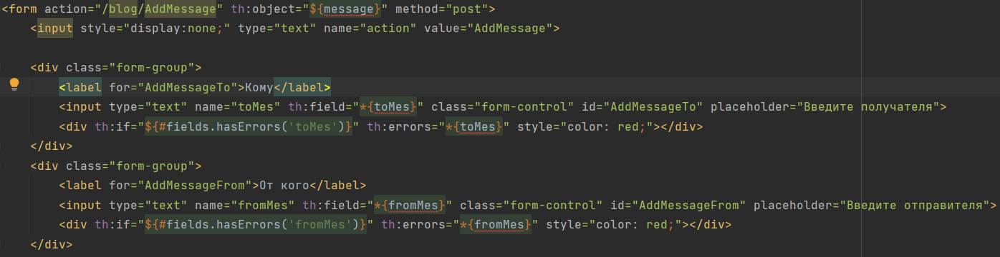 <form action="/blog/AddMessage" th:object="${message}" method="post">
<input style="display:none;" type="text" name="action" value="AddMessage">
<div class="form-group">
<label for="AddMessageTo">Кому</label>
<input type="text" name="toMes" th:field="*{toMes}" class="form-control" id="AddMessageTo" placeholder="Введите получателя">
<div th:if="${#fields.hasErrors('toMes')}" th:errors="*{toMes}" style="color: red;"></div>
</div>
<div class="form-group">
<label for="AddMessageFrom">От кого</label>
<input type="text" name="fromMes" th:field="*{fromMes}" class="form-control" id="AddMessageFrom" placeholder="Введите отправителя">
<div th:if="${#fields.hasErrors('fromMes')}" th:errors="*{fromMes}" style="color: red;"></div>
</div>